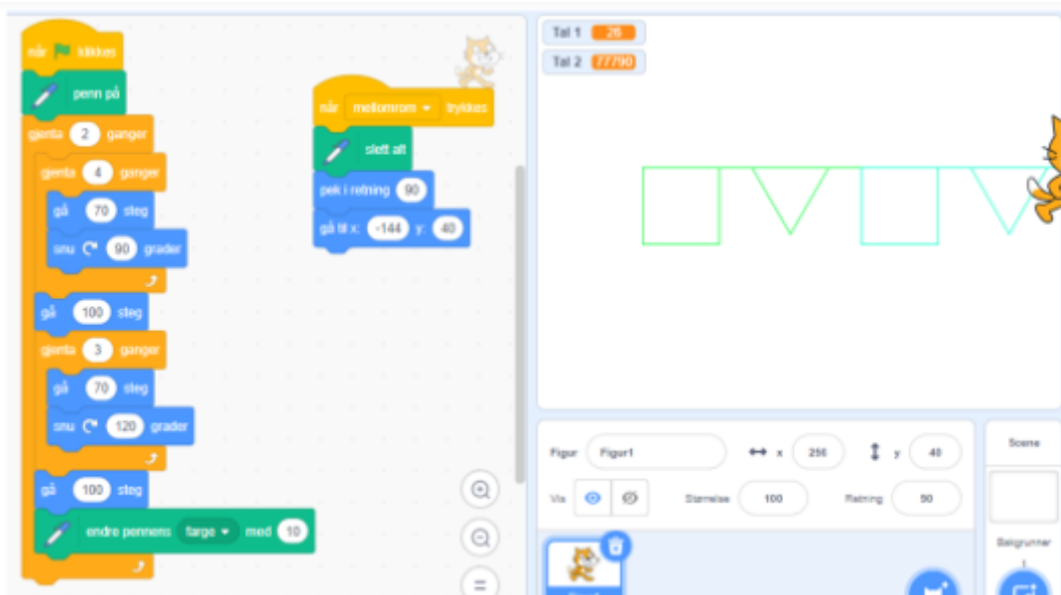 når klikkes
penn på
gjenta 2 ganger
gjenta 4 ganger
gå 70 steg
snu 90 grader
gå 100 steg
gjenta 3 ganger
gå 70 steg
snu 120 grader
gå 100 steg
endre pennens farge med 10
når mellomrom trykkes
slett alt
pek i retning 90
gå til x: -144 y: 40
Tal 1 26
Tal 2 77790
Figur Figur1 x 256 y 40
Vis Størrelse 100 Retning 90
Scene
Bakgrunner
1